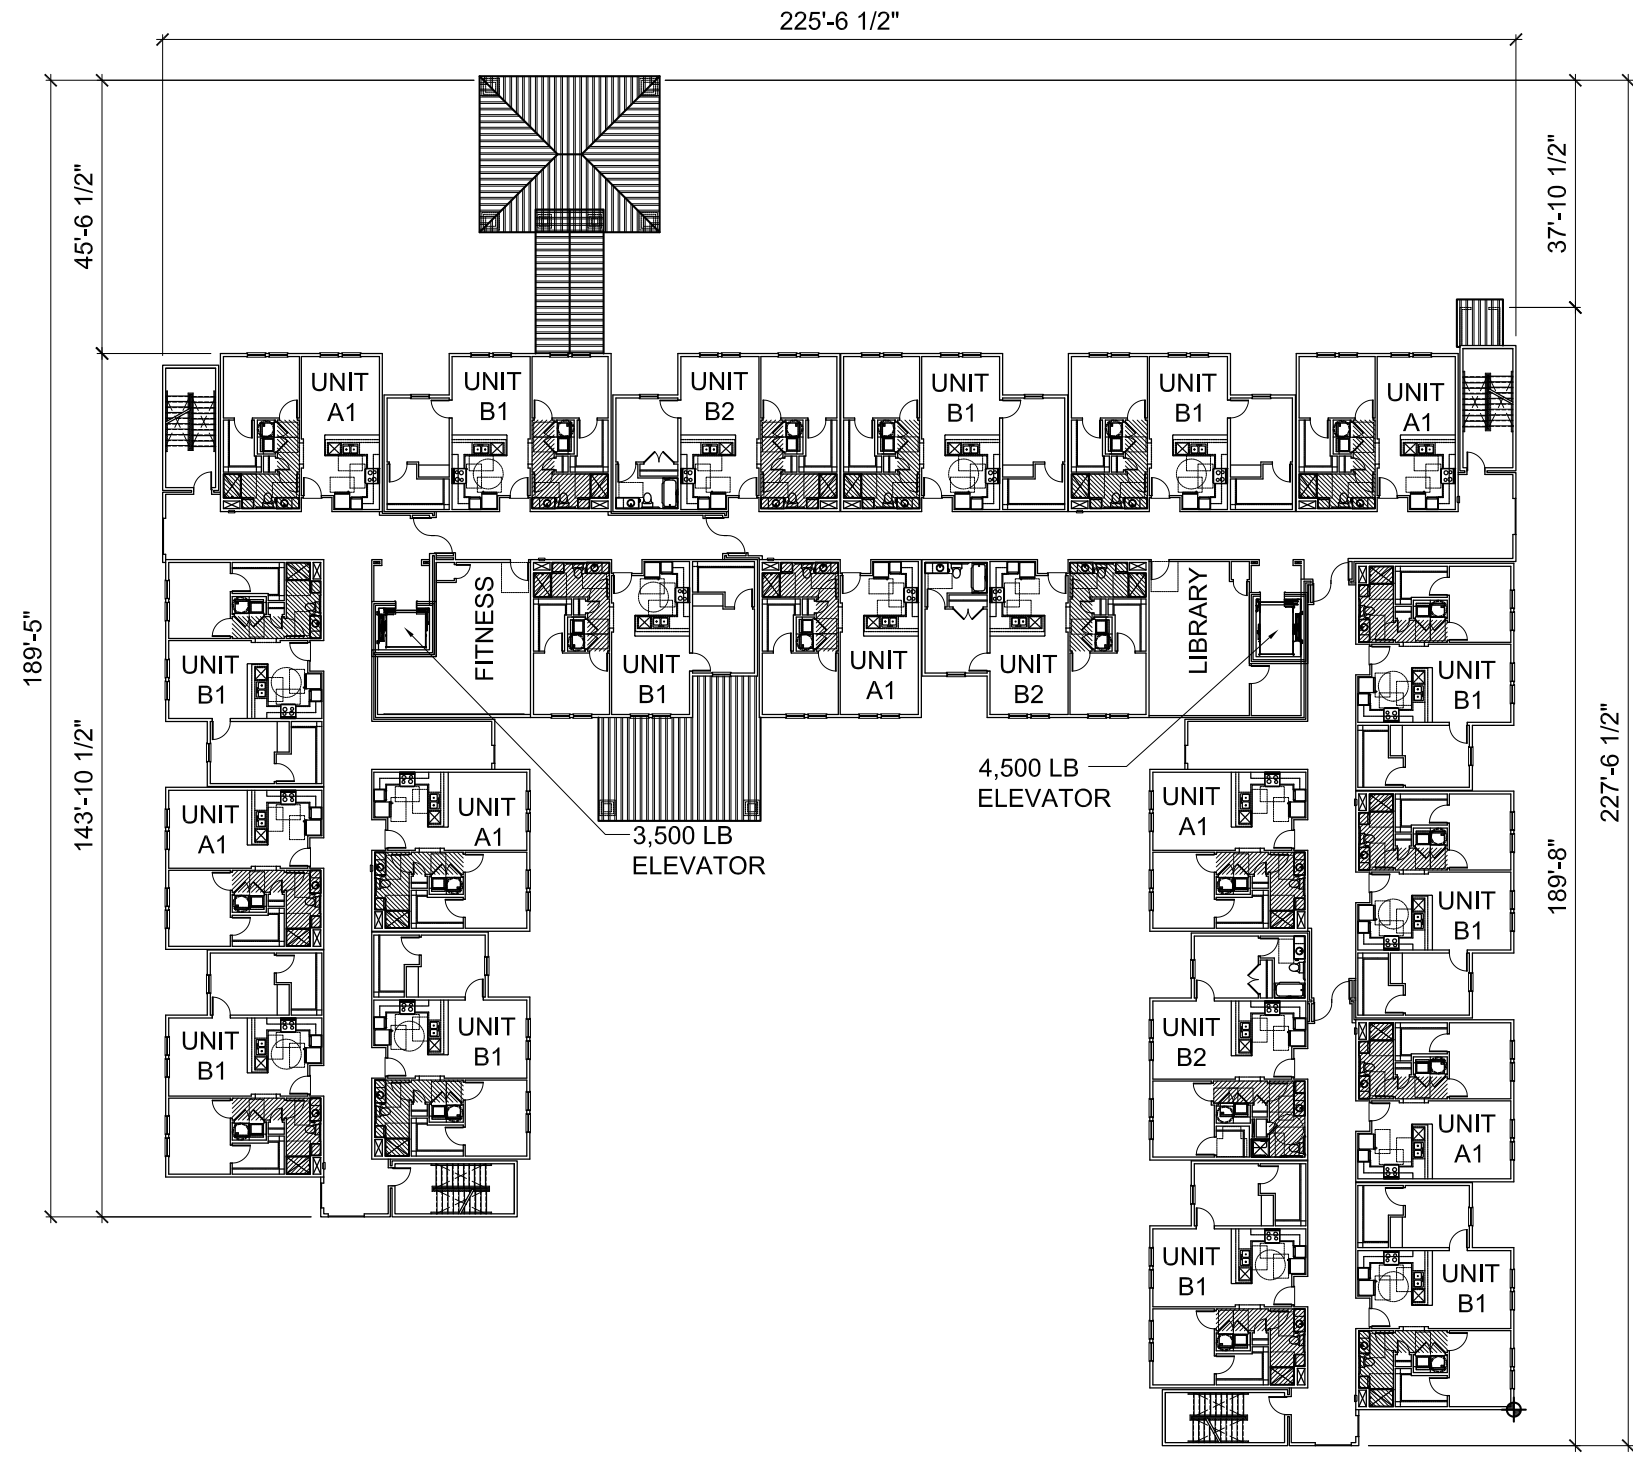 225'-6 1/2"
45'-6 1/2"
37'-10 1/2"
UNIT
A1
UNIT
B1
UNIT
B2
UNIT
B1
UNIT
B1
UNIT
A1
189'-5"
143'-10 1/2"
227'-6 1/2"
189'-8"
FITNESS
LIBRARY
UNIT
B1
UNIT
B1
UNIT
A1
UNIT
B2
UNIT
B1
4,500 LB
ELEVATOR
3,500 LB
ELEVATOR
UNIT
A1
UNIT
A1
UNIT
A1
UNIT
B1
UNIT
B1
UNIT
B1
UNIT
B2
UNIT
A1
UNIT
B1
UNIT
B1